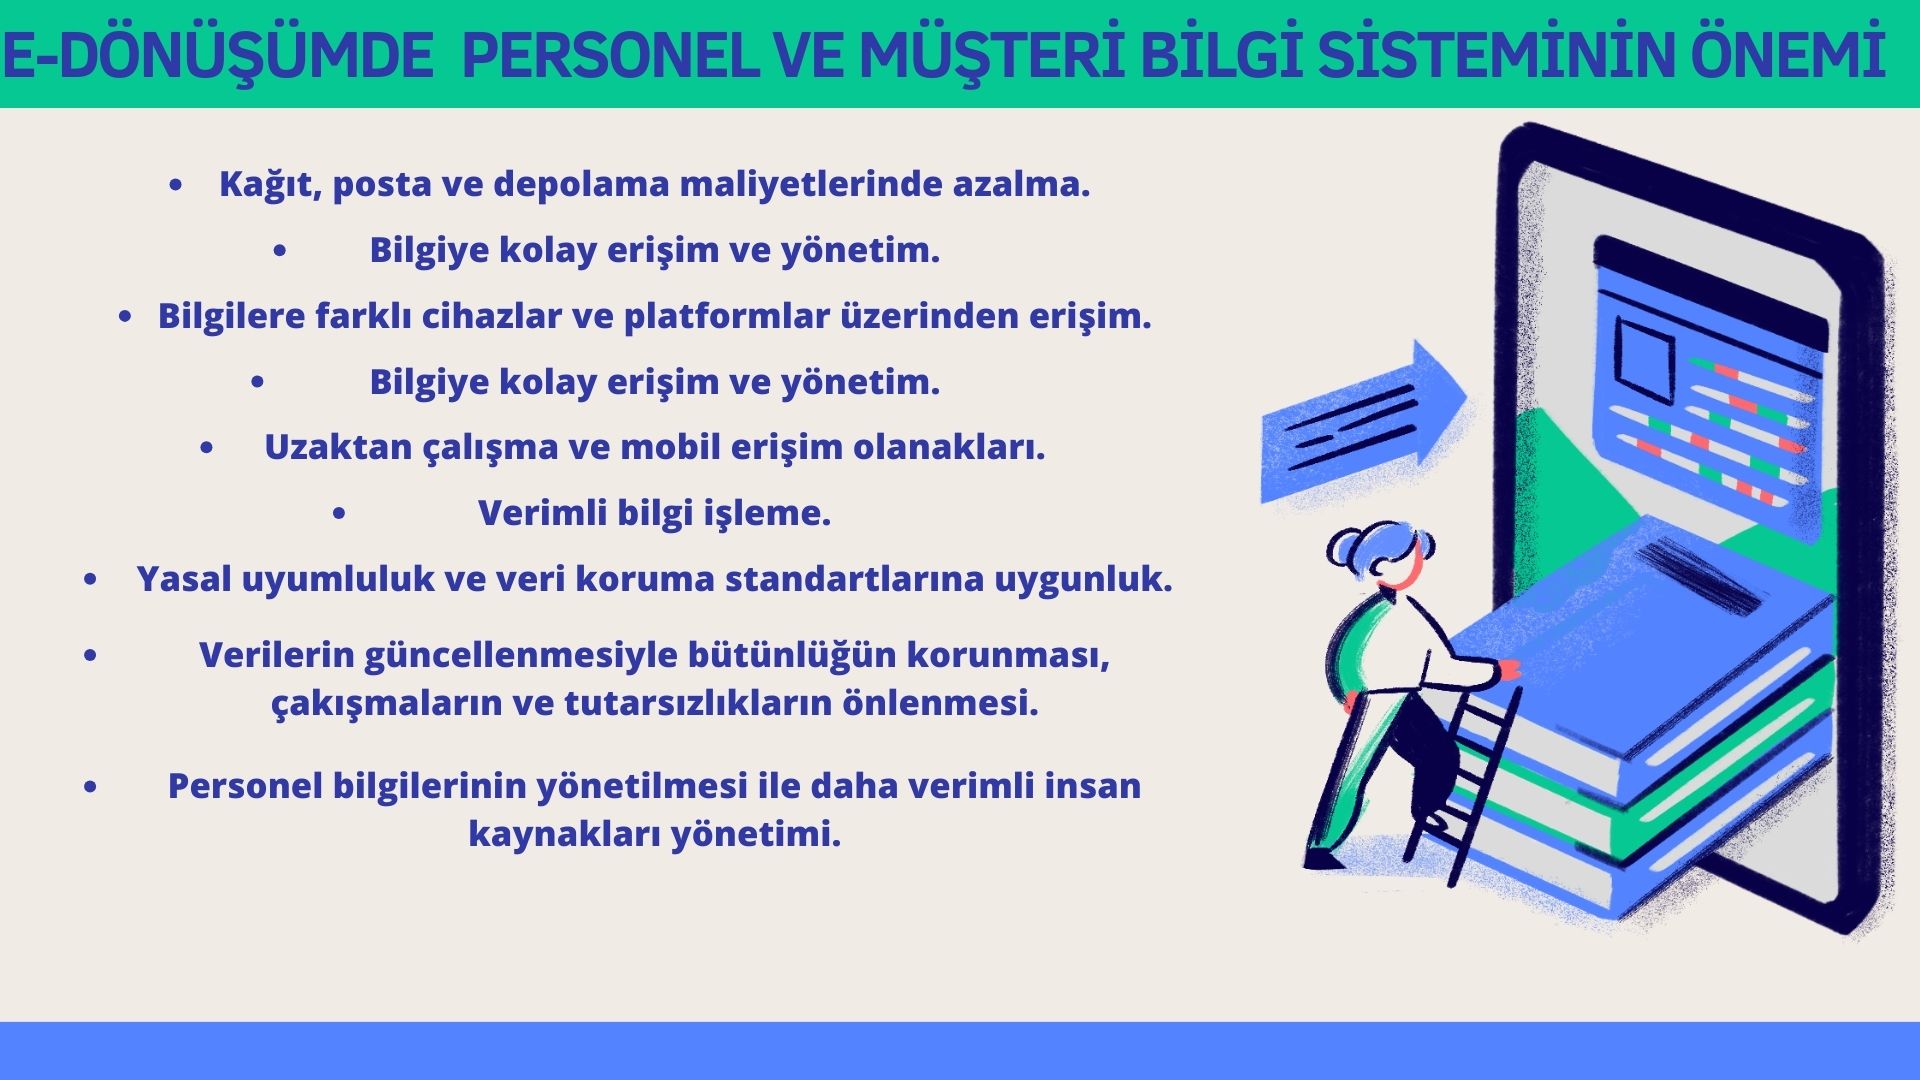 E-DÖNÜŞÜMDE PERSONEL VE MÜŞTERİ BİLGİ SİSTEMİNİN ÖNEMİ
• Kağıt, posta ve depolama maliyetlerinde azalma.
• Bilgiye kolay erişim ve yönetim.
• Bilgilere farklı cihazlar ve platformlar üzerinden erişim.
• Bilgiye kolay erişim ve yönetim.
• Uzaktan çalışma ve mobil erişim olanakları.
• Verimli bilgi işleme.
• Yasal uyumluluk ve veri koruma standartlarına uygunluk.
• Verilerin güncellenmesiyle bütünlüğün korunması,
çakışmaların ve tutarsızlıkların önlenmesi.
• Personel bilgilerinin yönetilmesi ile daha verimli insan
kaynakları yönetimi.